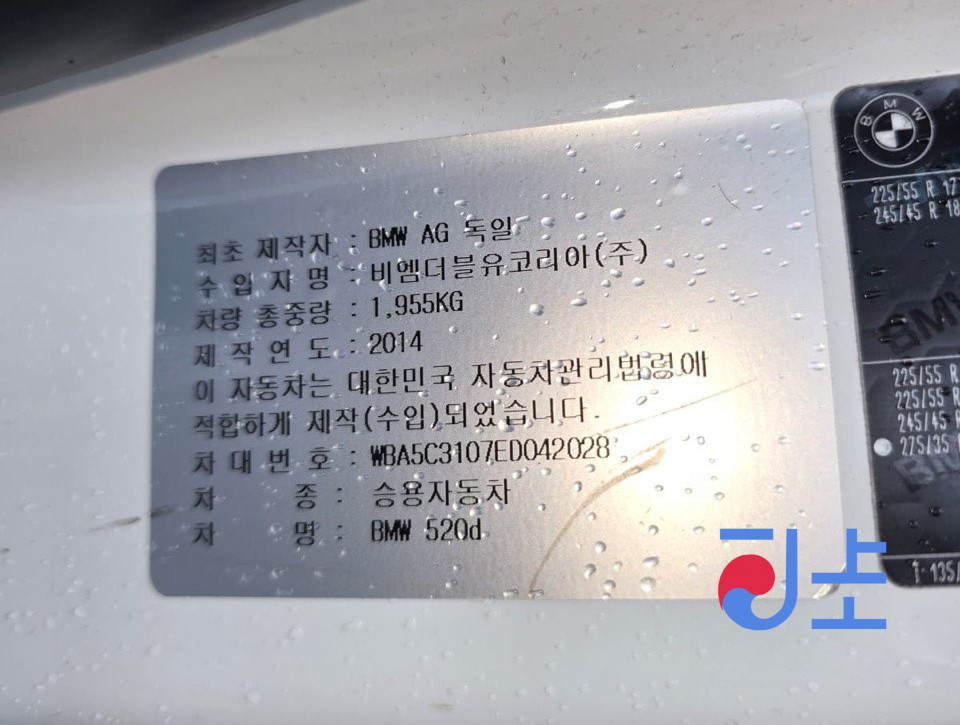 최초 제작자 : BMW AG 독일
수 입 자 명 : 비엠더블유코리아(주)
차량 총중량 : 1,955KG
제 작 연 도 : 2014
이 자동차는 대한민국 자동차관리법령에
적합하게 제작(수입)되었습니다.
차 대 번 호 : WBA5C3107ED042028
차 종 : 승용자동차
차 명 : BMW 520d
BMW
225/55 R 17
245/45 R 18
225/55 R
225/55 R
245/45 R
275/35
T 135/